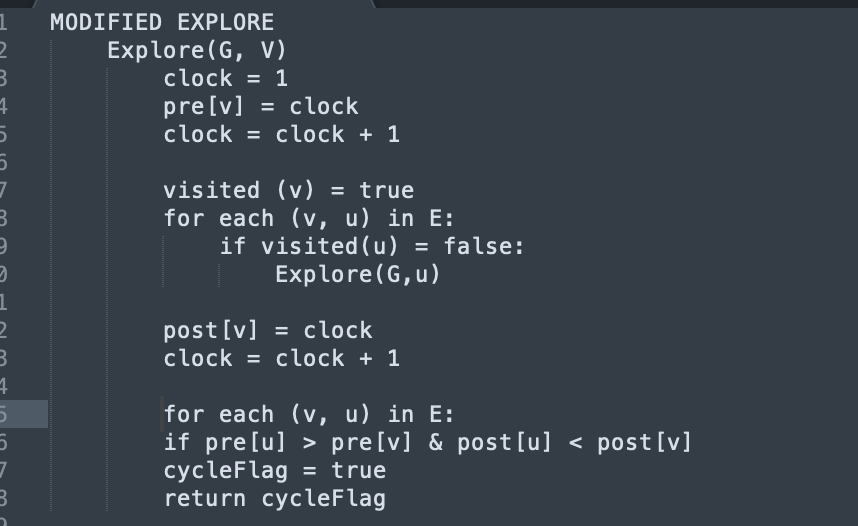 1 MODIFIED EXPLORE
2 Explore(G, V)
3 clock = 1
4 pre[v] = clock
5 clock = clock + 1
6
7 visited (v) = true
8 for each (v, u) in E:
9 if visited(u) = false:
0 Explore(G,u)
1
2 post[v] = clock
3 clock = clock + 1
4
5 for each (v, u) in E:
6 if pre[u] > pre[v] & post[u] < post[v]
7 cycleFlag = true
8 return cycleFlag
9